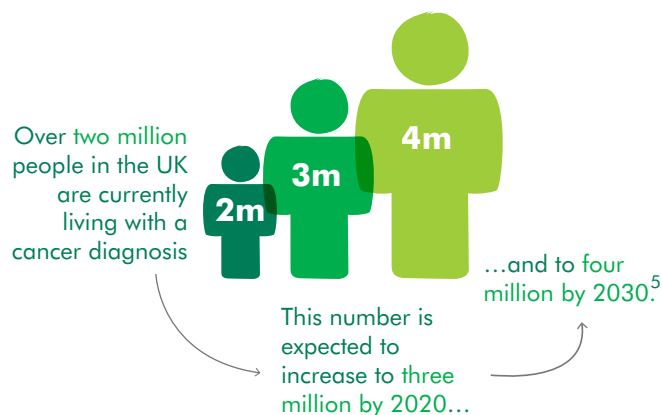 Over two million
people in the UK
are currently
living with a
cancer diagnosis
2m
3m
4m
This number is
expected to
increase to three
million by 2020…
…and to four
million by 2030.5